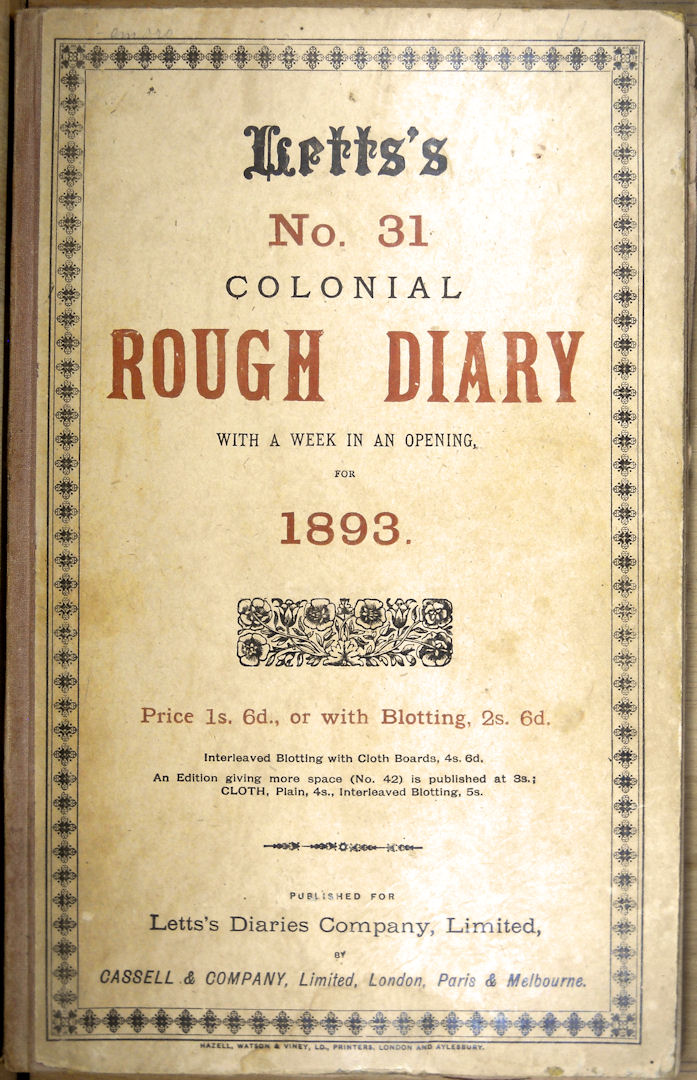 Letts's
No. 31
COLONIAL
ROUGH DIARY
WITH A WEEK IN AN OPENING,
FOR
1893.
Price 1s. 6d., or with Blotting, 2s. 6d.
Interleaved Blotting with Cloth Boards, 4s. 6d.
An Edition giving more space (No. 42) is published at 3s.;
CLOTH, Plain, 4s., Interleaved Blotting, 5s.
PUBLISHED FOR
Letts's Diaries Company, Limited,
BY
CASSELL & COMPANY, Limited, London, Paris & Melbourne.
HAZELL, WATSON & VINEY, LD., PRINTERS, LONDON AND AYLESBURY.